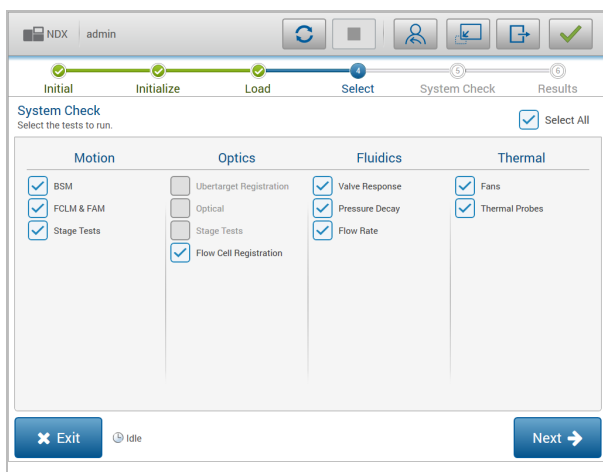 NDX admin
4 5 6
Initial Initialize Load Select System Check Results
System Check
Select the tests to run.
Select All
Motion Optics Fluidics Thermal
BSM Ubertarget Registration Valve Response Fans
FCLM & FAM Optical Pressure Decay Thermal Probes
Stage Tests Stage Tests Flow Rate
Flow Cell Registration
Exit Idle Next